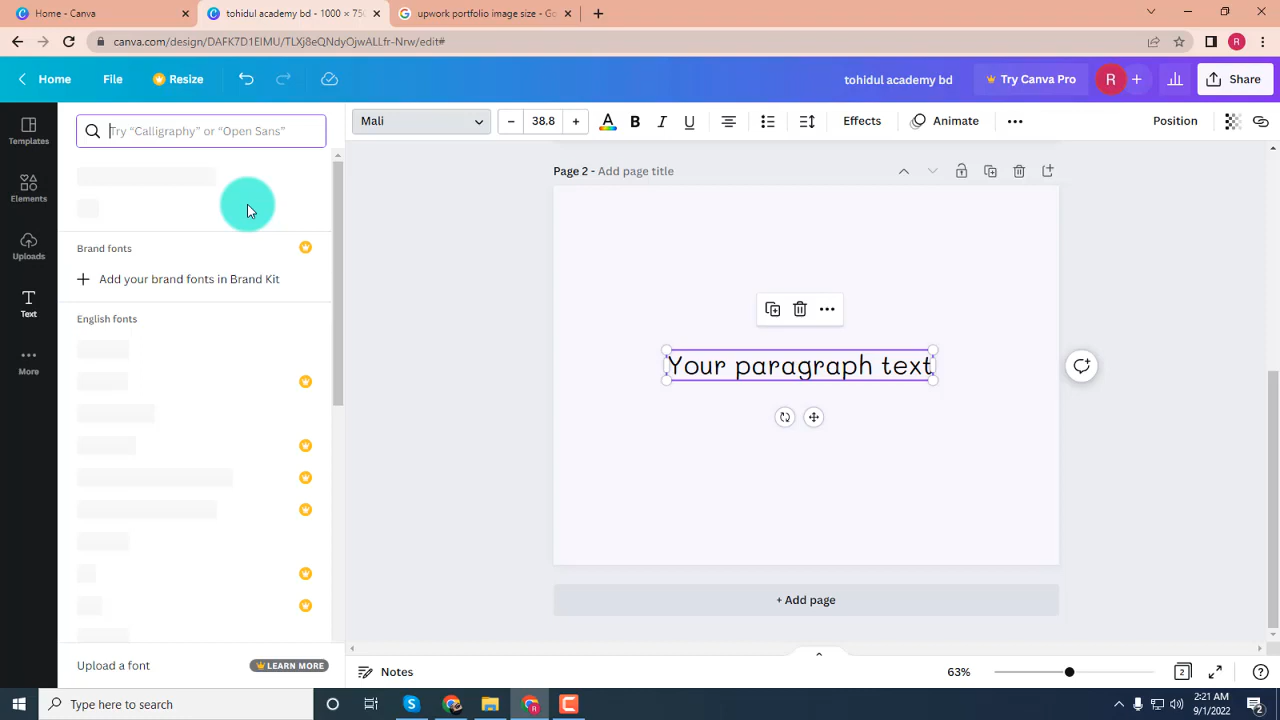 Home - Canva
tohidul academy bd - 1000 × 750
upwork portfolio image size - Go
canva.com/design/DAFK7D1EIMU/TLXj8eQNdyOjwALLfr-Nrw/edit#
R
Home
File
Resize
tohidul academy bd
R
Try Canva Pro
Share
Templates
Elements
Uploads
Text
More
Try “Calligraphy” or “Open Sans”
Brand fonts
Add your brand fonts in Brand Kit
English fonts
Upload a font
LEARN MORE
Mali
38.8
A
B
I
U
Effects
Animate
Position
Page 2 - Add page title
Your paragraph text
+ Add page
Notes
63%
2
Type here to search
2:21 AM
9/1/2022
2